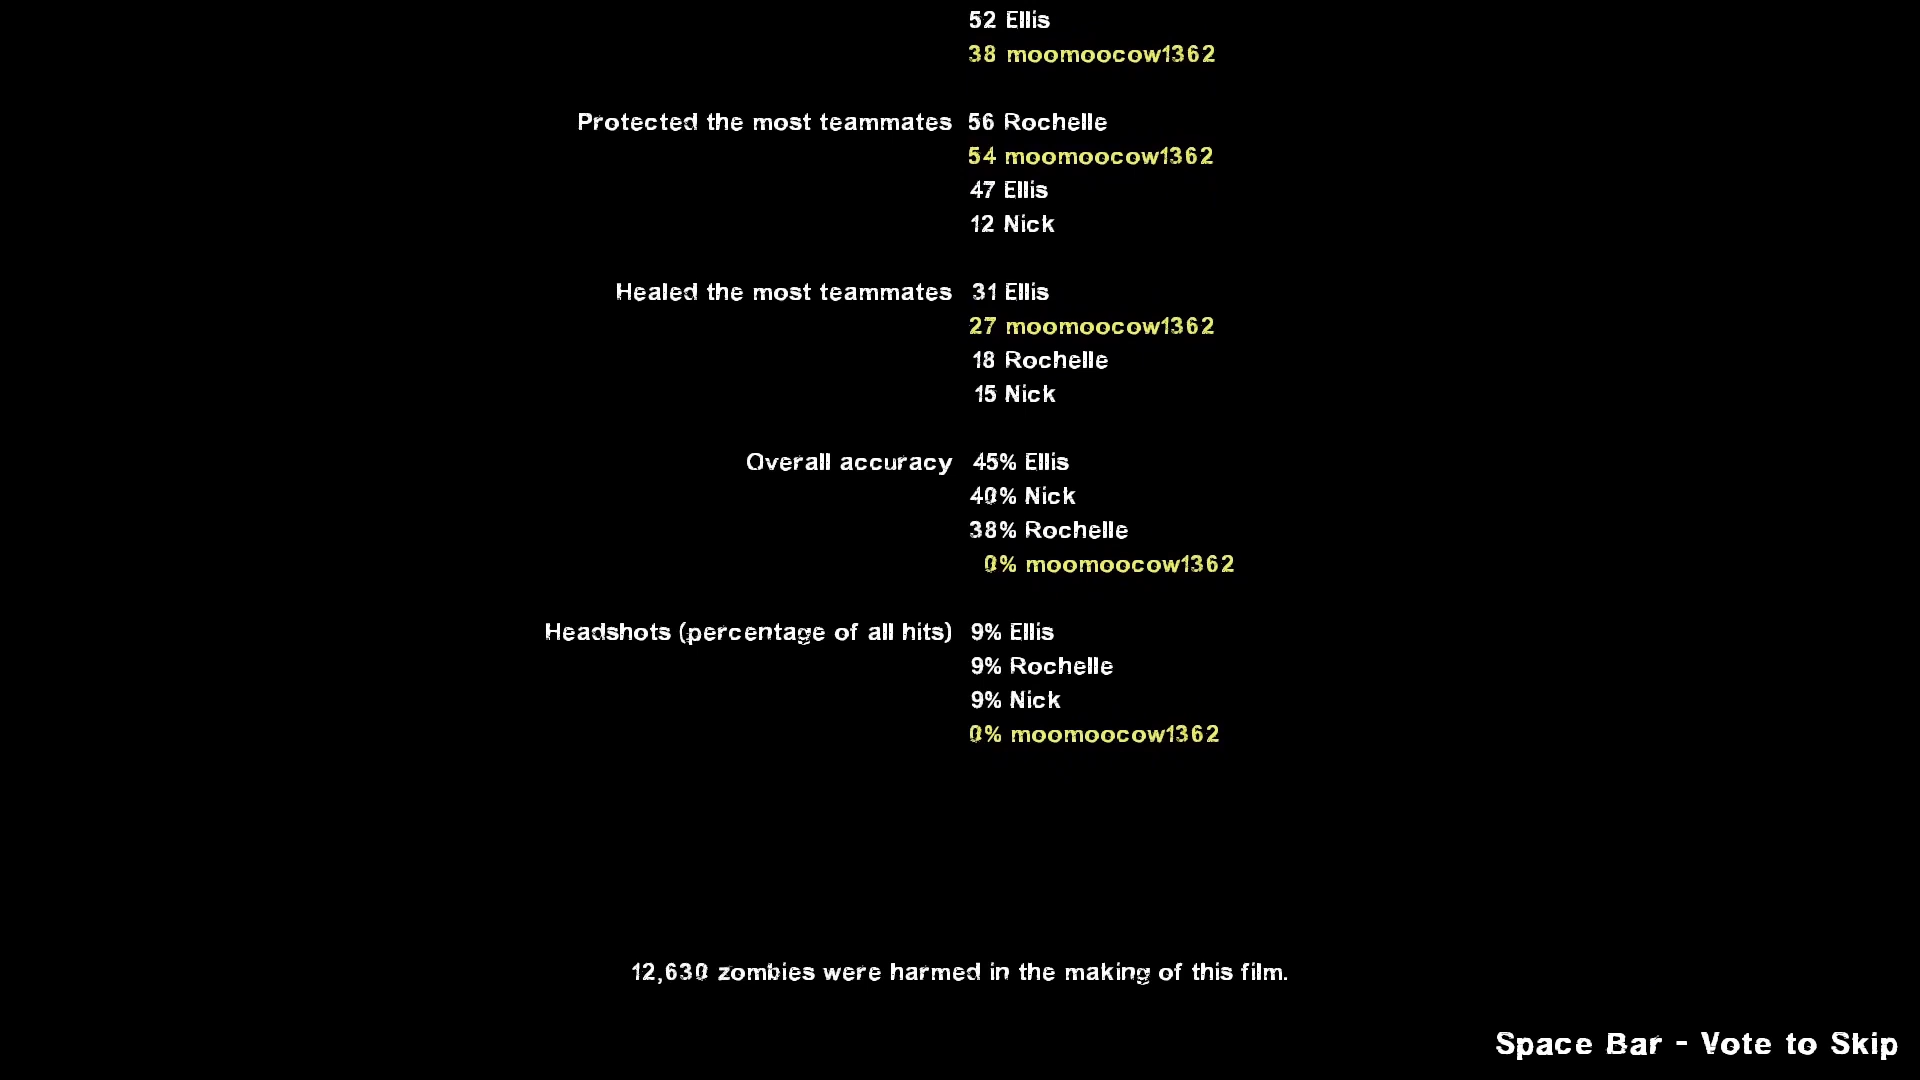 52 Ellis
38 moomoocow1362
Protected the most teammates 56 Rochelle
54 moomoocow1362
47 Ellis
12 Nick
Healed the most teammates 31 Ellis
27 moomoocow1362
18 Rochelle
15 Nick
Overall accuracy 45% Ellis
40% Nick
38% Rochelle
0% moomoocow1362
Headshots (percentage of all hits) 9% Ellis
9% Rochelle
9% Nick
0% moomoocow1362
12,630 zombies were harmed in the making of this film.
Space Bar - Vote to Skip